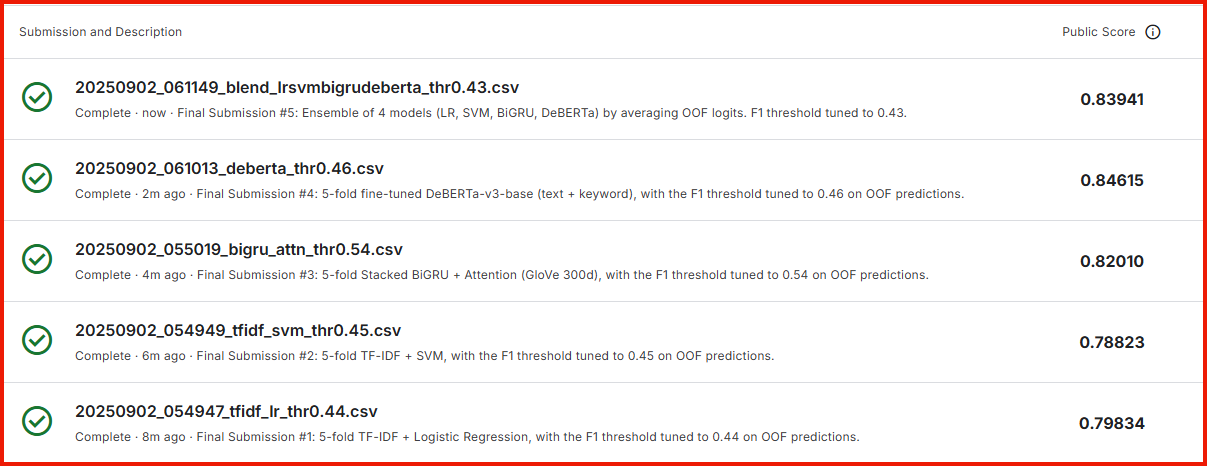 Submission and Description
Public Score
20250902_061149_blend_lrsvmbigrudeberta_thr0.43.csv
Complete · now · Final Submission #5: Ensemble of 4 models (LR, SVM, BiGRU, DeBERTa) by averaging OOF logits. F1 threshold tuned to 0.43.
0.83941
20250902_061013_deberta_thr0.46.csv
Complete · 2m ago · Final Submission #4: 5-fold fine-tuned DeBERTa-v3-base (text + keyword), with the F1 threshold tuned to 0.46 on OOF predictions.
0.84615
20250902_055019_bigru_attn_thr0.54.csv
Complete · 4m ago · Final Submission #3: 5-fold Stacked BiGRU + Attention (GloVe 300d), with the F1 threshold tuned to 0.54 on OOF predictions.
0.82010
20250902_054949_tfidf_svm_thr0.45.csv
Complete · 6m ago · Final Submission #2: 5-fold TF-IDF + SVM, with the F1 threshold tuned to 0.45 on OOF predictions.
0.78823
20250902_054947_tfidf_lr_thr0.44.csv
Complete · 8m ago · Final Submission #1: 5-fold TF-IDF + Logistic Regression, with the F1 threshold tuned to 0.44 on OOF predictions.
0.79834